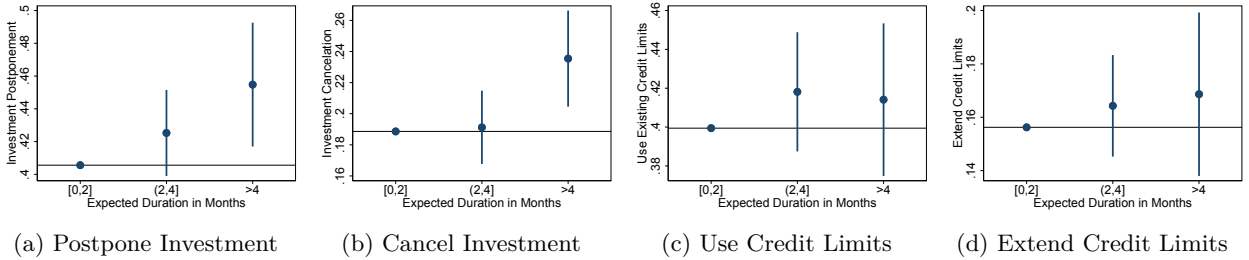 Investment Postponement
.5
.48
.46
.44
.42
.4
[0,2]
(2,4]
>4
Expected Duration in Months
(a) Postpone Investment
Investment Cancelation
.26
.24
.22
.2
.18
.16
[0,2]
(2,4]
>4
Expected Duration in Months
(b) Cancel Investment
Use Existing Credit Limits
.46
.44
.42
.4
.38
[0,2]
(2,4]
>4
Expected Duration in Months
(c) Use Credit Limits
Extend Credit Limits
.2
.18
.16
.14
[0,2]
(2,4]
>4
Expected Duration in Months
(d) Extend Credit Limits